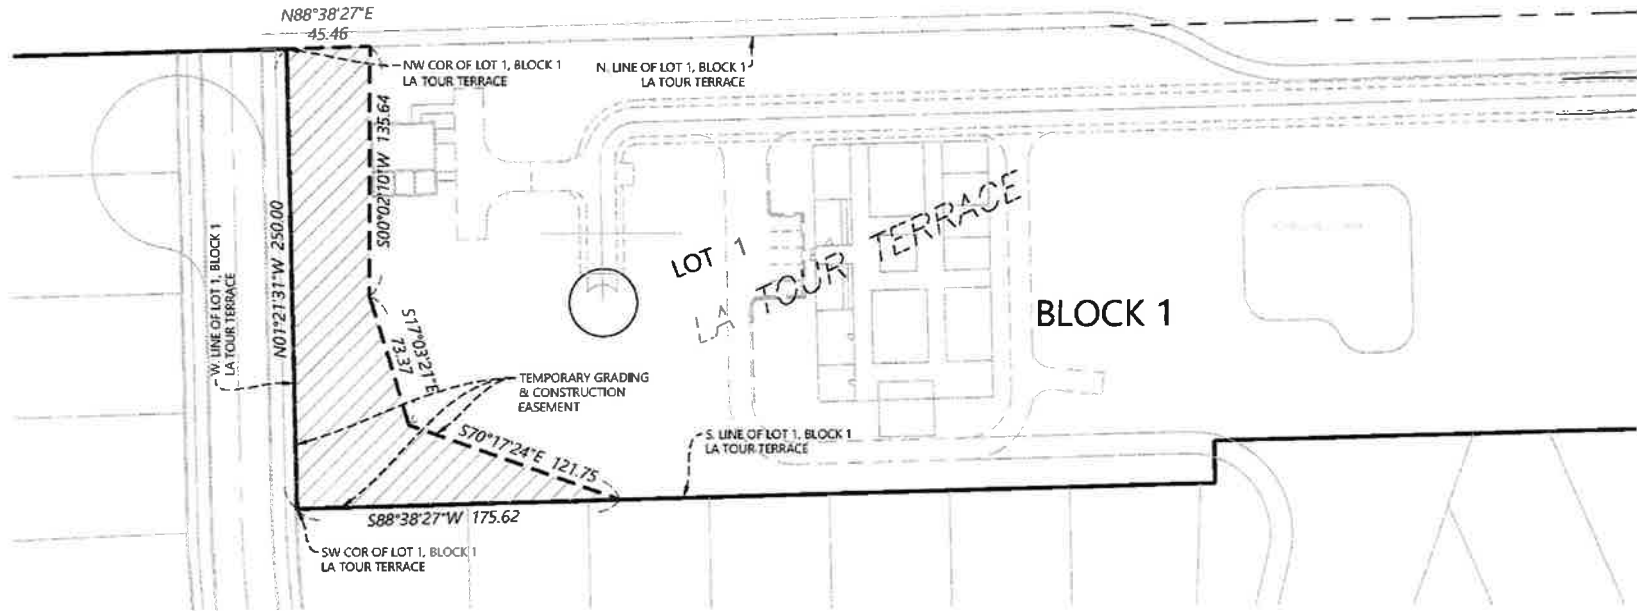 N88°38'27"E
45.46
NW COR OF LOT 1, BLOCK 1
LA TOUR TERRACE
N. LINE OF LOT 1, BLOCK 1
LA TOUR TERRACE
S00°02'10"W 135.64
W. LINE OF LOT 1, BLOCK 1
LA TOUR TERRACE
N01°21'31"W 250.00
LOT 1
LA TOUR TERRACE
BLOCK 1
S17°03'21"E
73.37
TEMPORARY GRADING
& CONSTRUCTION
EASEMENT
S70°17'24"E 121.75
S. LINE OF LOT 1, BLOCK 1
LA TOUR TERRACE
S88°38'27"W 175.62
SW COR OF LOT 1, BLOCK 1
LA TOUR TERRACE